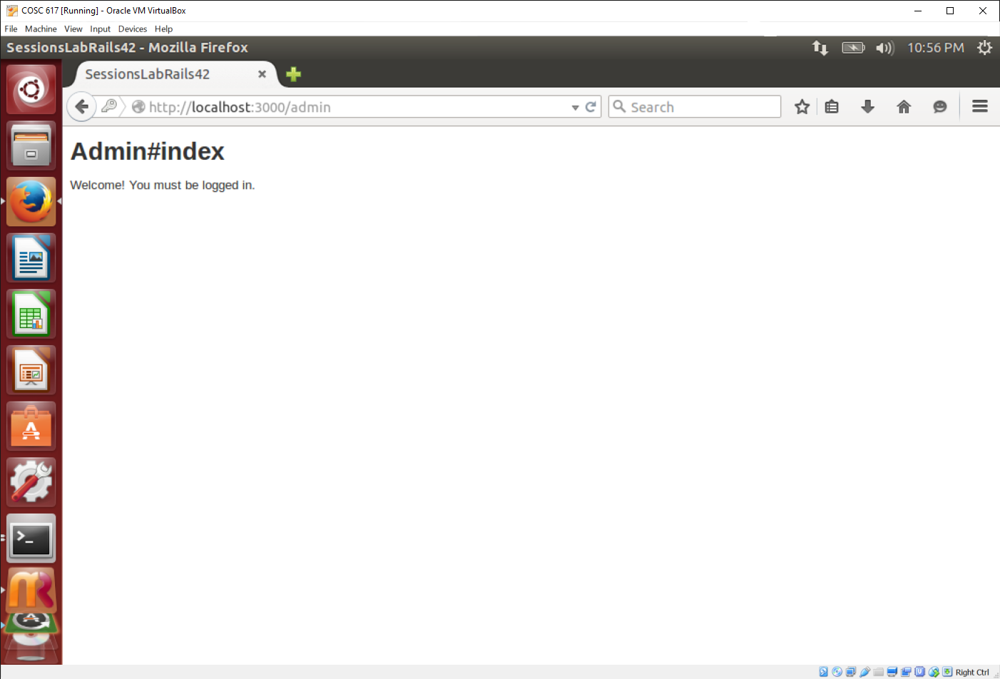 COSC 617 [Running] - Oracle VM VirtualBox
File Machine View Input Devices Help
SessionsLabRails42 - Mozilla Firefox
10:56 PM
SessionsLabRails42
http://localhost:3000/admin
Search
Admin#index
Welcome! You must be logged in.
Right Ctrl